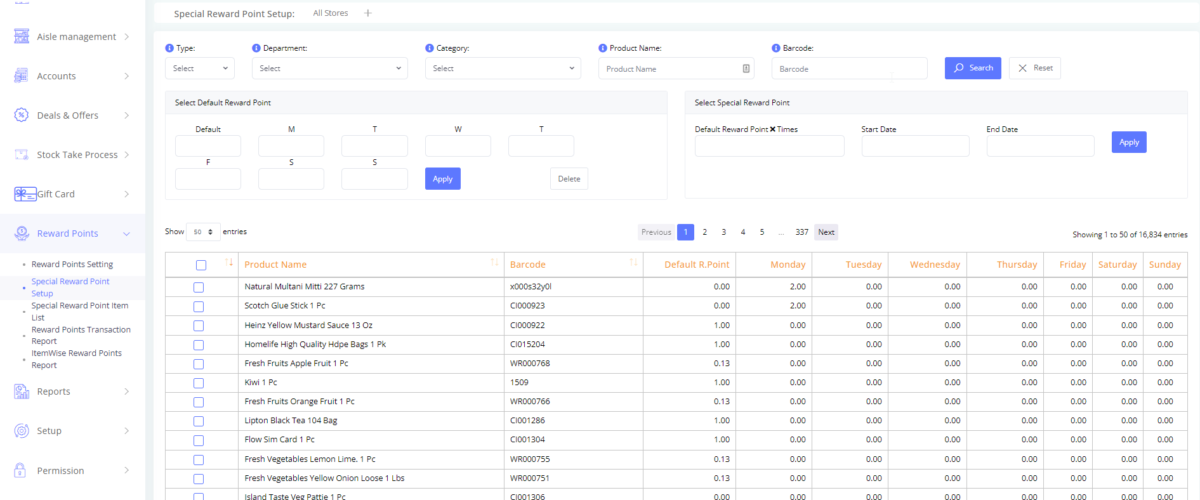 Special Reward Point Setup: All Stores +
Aisle management
Accounts
Deals & Offers
Stock Take Process
Gift Card
Reward Points
Reward Points Setting
Special Reward Point
Setup
Special Reward Point Item
List
Reward Points Transaction
Report
ItemWise Reward Points
Report
Reports
Setup
Permission
Type: Department: Category: Product Name: Barcode:
Select Select Select Product Name Barcode Search Reset
Select Default Reward Point
Default M T W T
F S S
Apply Delete
Select Special Reward Point
Default Reward Point ✕ Times Start Date End Date
Apply
Show 50 entries
Previous 1 2 3 4 5 ... 337 Next
Showing 1 to 50 of 16,834 entries
Product Name Barcode Default R.Point Monday Tuesday Wednesday Thursday Friday Saturday Sunday
Natural Multani Mitti 227 Grams x000s32y0l 0.00 2.00 0.00 0.00 0.00 0.00 0.00 0.00
Scotch Glue Stick 1 Pc CI000923 0.00 2.00 0.00 0.00 0.00 0.00 0.00 0.00
Heinz Yellow Mustard Sauce 13 Oz CI000922 1.00 0.00 0.00 0.00 0.00 0.00 0.00 0.00
Homelife High Quality Hdpe Bags 1 Pk CI015204 1.00 0.00 0.00 0.00 0.00 0.00 0.00 0.00
Fresh Fruits Apple Fruit 1 Pc WR000768 0.13 0.00 0.00 0.00 0.00 0.00 0.00 0.00
Kiwi 1 Pc 1509 1.00 0.00 0.00 0.00 0.00 0.00 0.00 0.00
Fresh Fruits Orange Fruit 1 Pc WR000766 0.13 0.00 0.00 0.00 0.00 0.00 0.00 0.00
Lipton Black Tea 104 Bag CI001286 1.00 0.00 0.00 0.00 0.00 0.00 0.00 0.00
Flow Sim Card 1 Pc CI001304 1.00 0.00 0.00 0.00 0.00 0.00 0.00 0.00
Fresh Vegetables Lemon Lime. 1 Pc WR000755 0.13 0.00 0.00 0.00 0.00 0.00 0.00 0.00
Fresh Vegetables Yellow Onion Loose 1 Lbs WR000751 0.13 0.00 0.00 0.00 0.00 0.00 0.00 0.00
Island Taste Veg Pattie 1 Pc CI001306 1.00 0.00 0.00 0.00 0.00 0.00 0.00 0.00